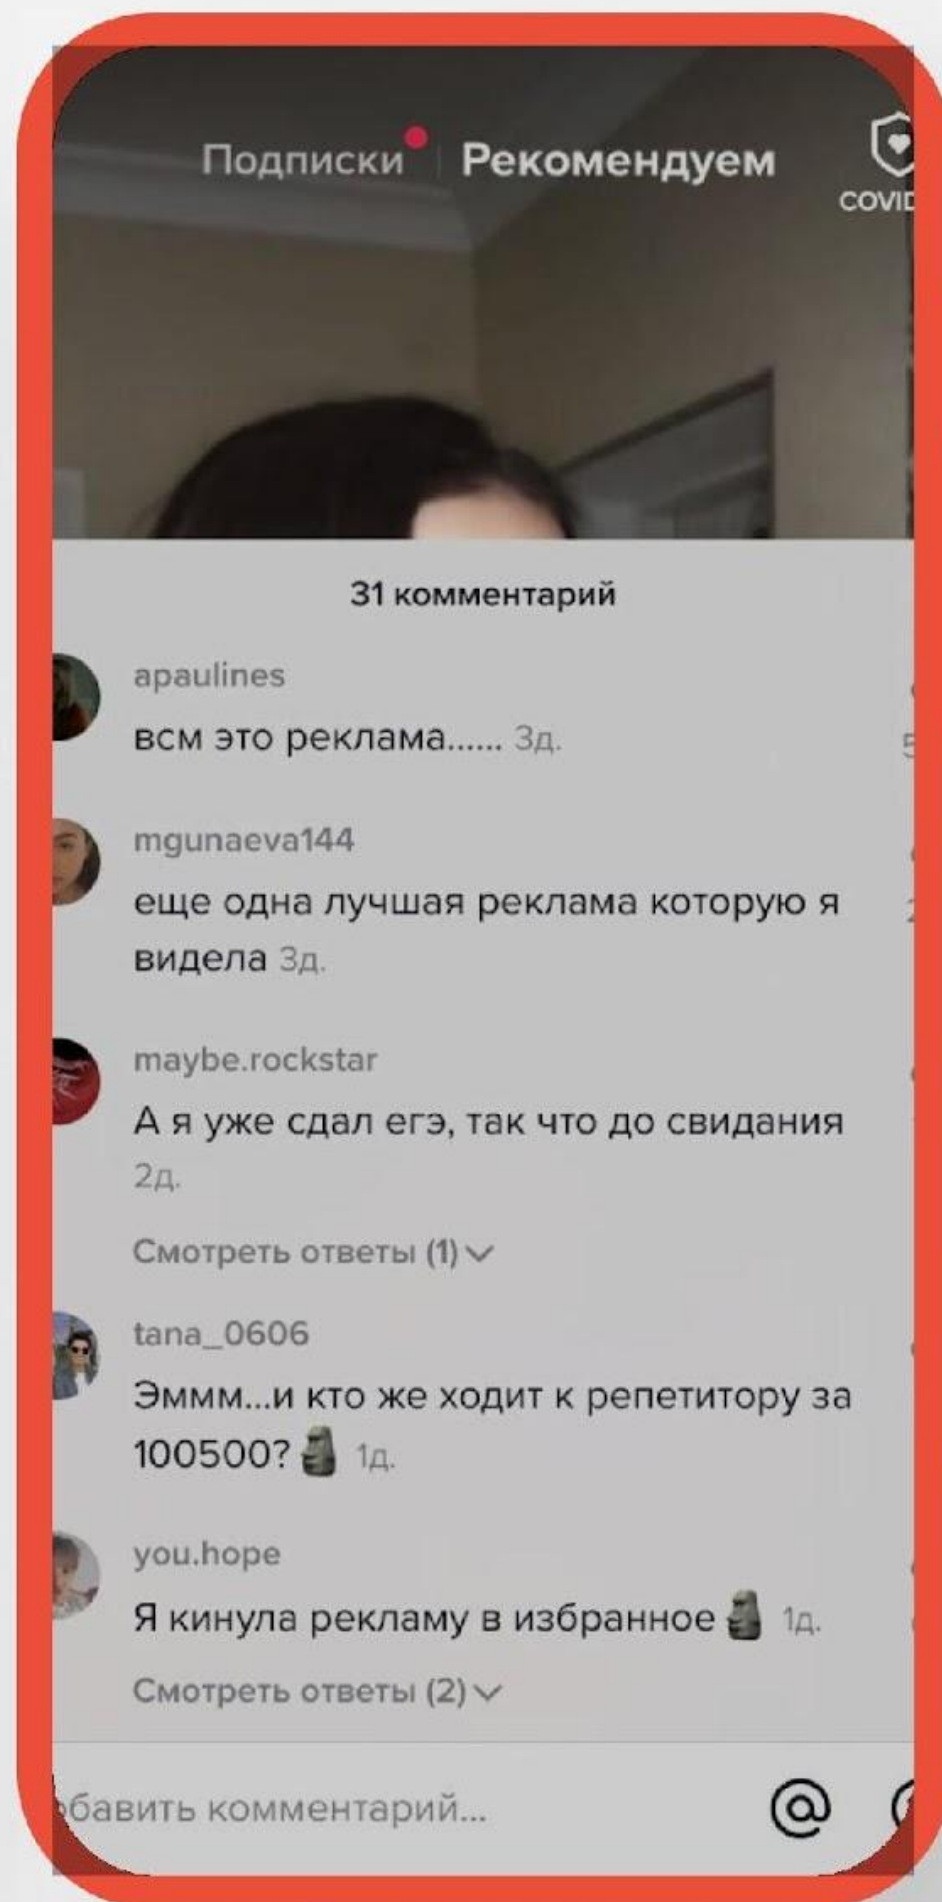 Подписки Рекомендуем
COVID
31 комментарий
apaulines
всм это реклама...... 3д.
mgunaeva144
еще одна лучшая реклама которую я
видела 3д.
maybe.rockstar
А я уже сдал егэ, так что до свидания
2д.
Смотреть ответы (1)
tana_0606
Эммм...и кто же ходит к репетитору за
100500?🗿 1д.
you.hope
Я кинула рекламу в избранное🗿 1д.
Смотреть ответы (2)
обавить комментарий...
@